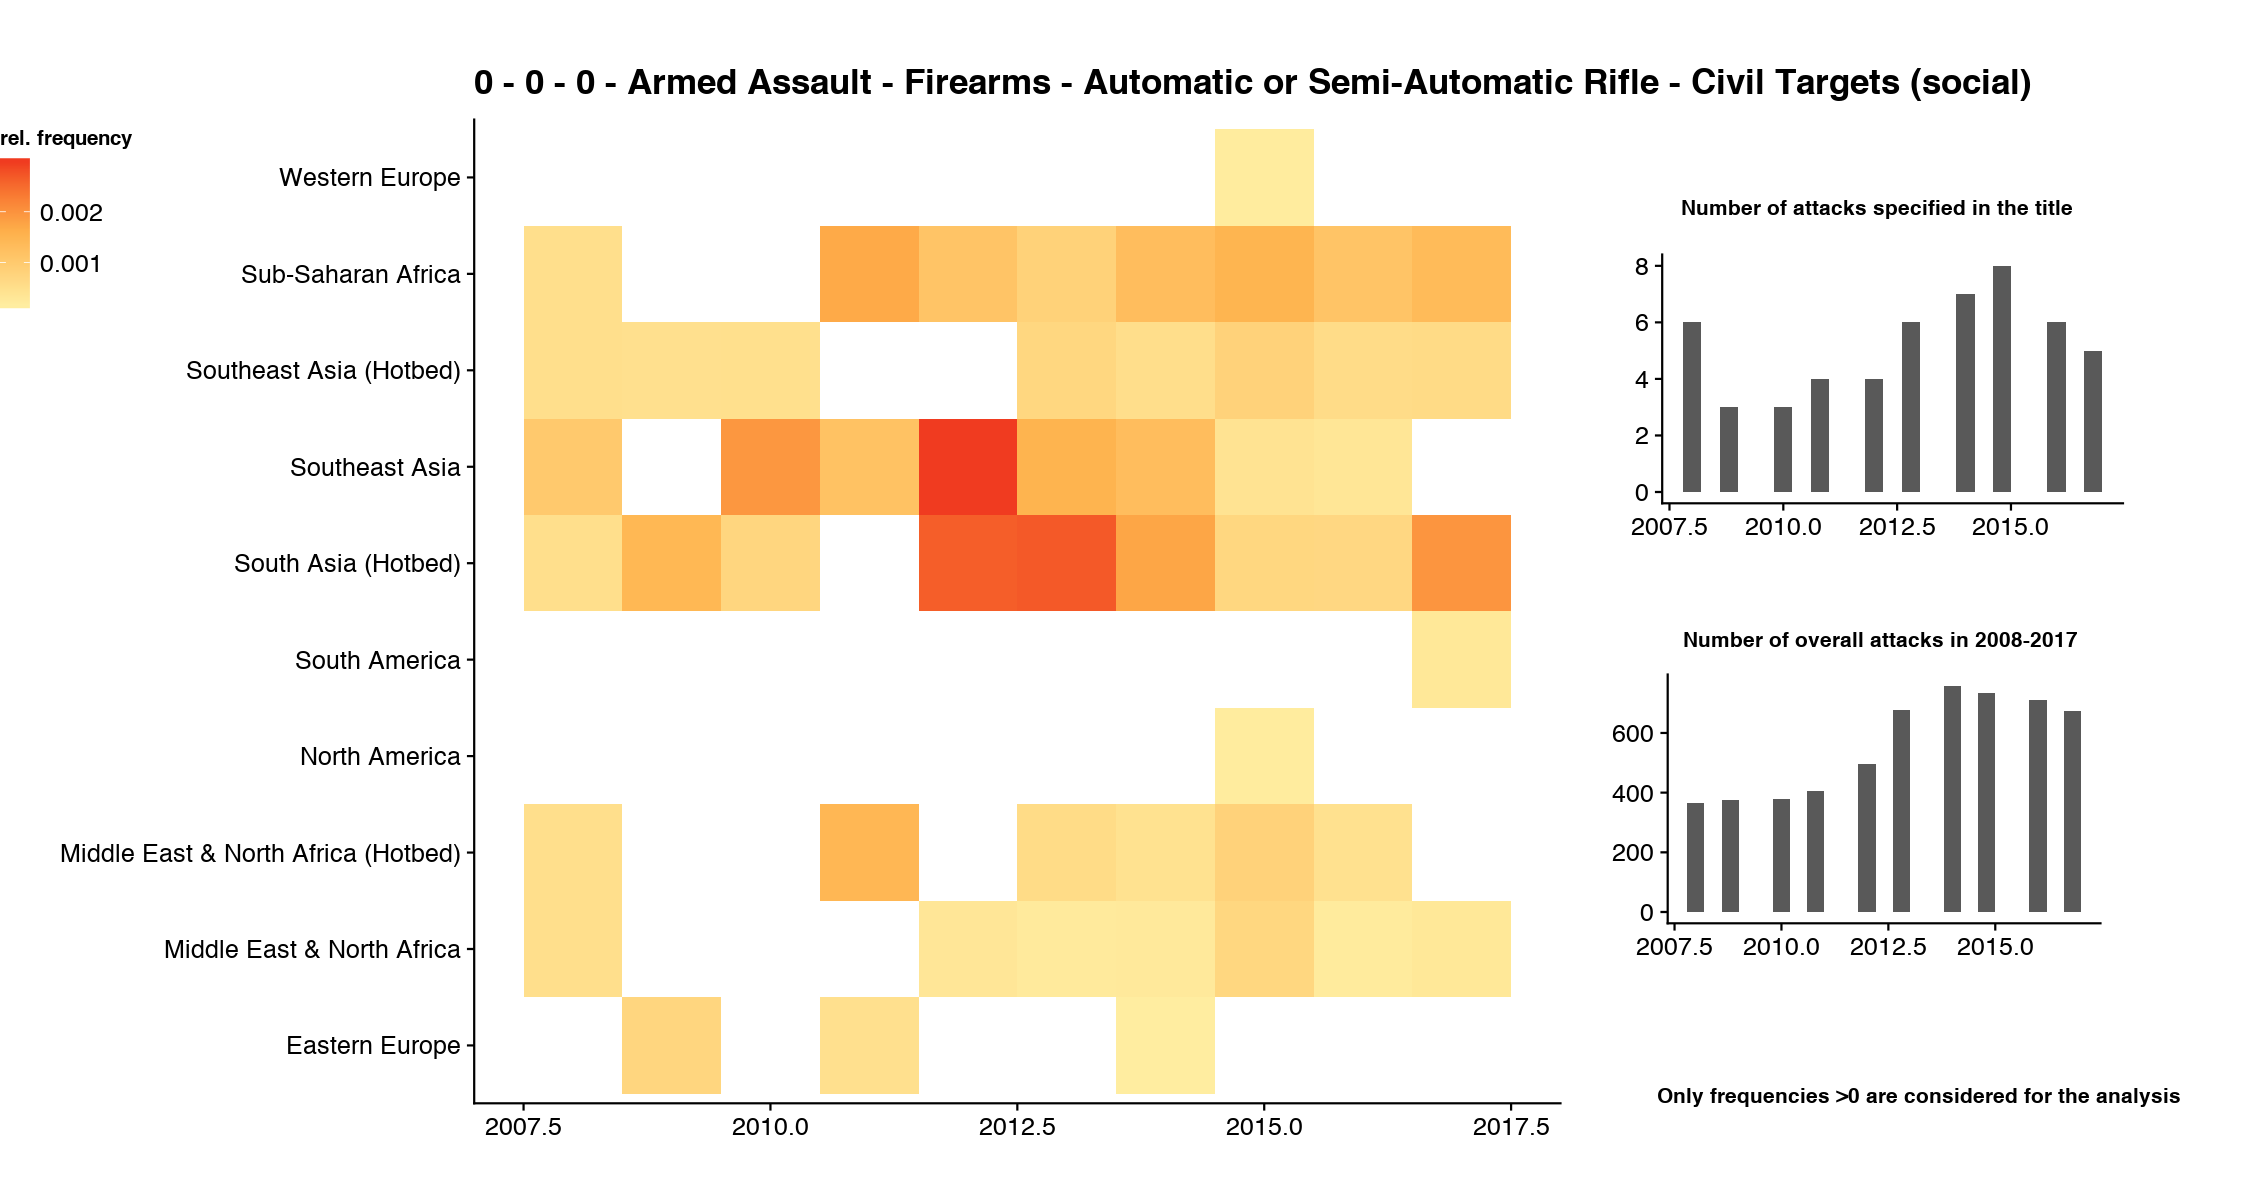 0 - 0 - 0 - Armed Assault - Firearms - Automatic or Semi-Automatic Rifle - Civil Targets (social)
rel. frequency
0.002
0.001
Western Europe
Sub-Saharan Africa
Southeast Asia (Hotbed)
Southeast Asia
South Asia (Hotbed)
South America
North America
Middle East & North Africa (Hotbed)
Middle East & North Africa
Eastern Europe
2007.5 2010.0 2012.5 2015.0 2017.5
Number of attacks specified in the title
8
6
4
2
0
2007.5 2010.0 2012.5 2015.0
Number of overall attacks in 2008-2017
600
400
200
0
2007.5 2010.0 2012.5 2015.0
Only frequencies >0 are considered for the analysis